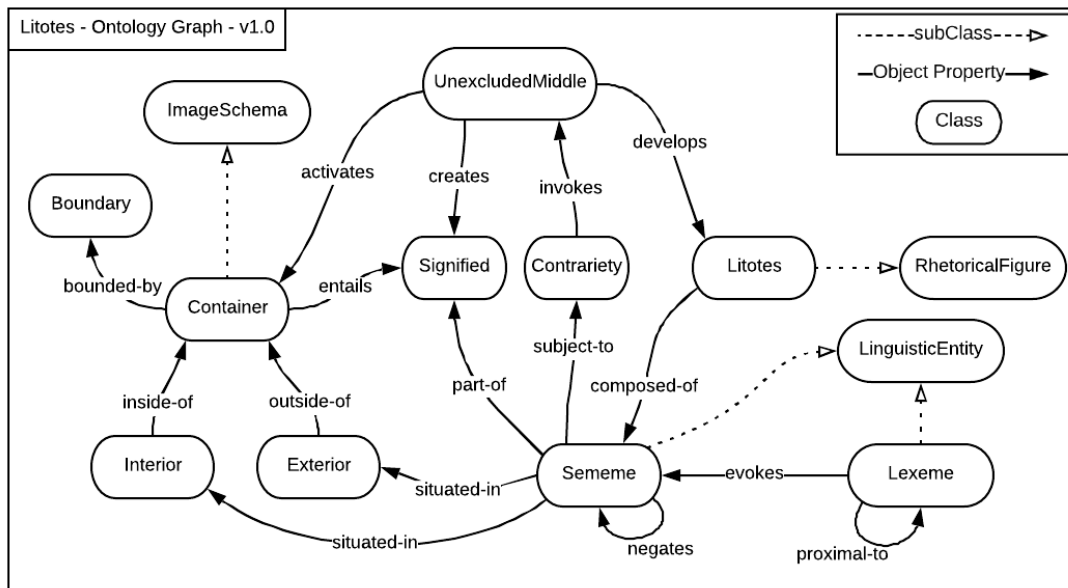 Litotes - Ontology Graph - v1.0
subClass
Object Property
Class
UnexcludedMiddle
ImageSchema
develops
activates
creates
invokes
Boundary
Signified
Contrariety
Litotes
RhetoricalFigure
bounded-by
entails
Container
subject-to
LinguisticEntity
part-of
composed-of
inside-of
outside-of
Interior
Exterior
situated-in
Sememe
evokes
Lexeme
situated-in
negates
proximal-to